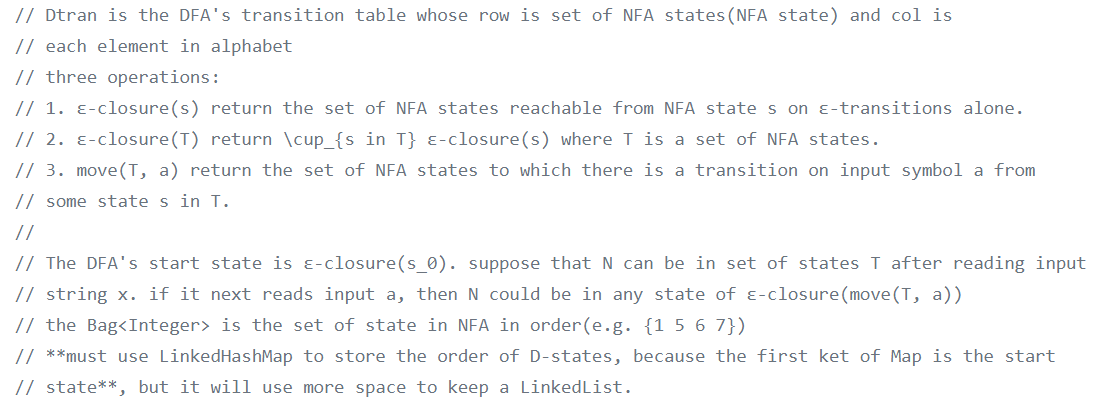 // Dtran is the DFA's transition table whose row is set of NFA states(NFA state) and col is
// each element in alphabet
// three operations:
// 1. ε-closure(s) return the set of NFA states reachable from NFA state s on ε-transitions alone.
// 2. ε-closure(T) return \cup_{s in T} ε-closure(s) where T is a set of NFA states.
// 3. move(T, a) return the set of NFA states to which there is a transition on input symbol a from
// some state s in T.
//
// The DFA's start state is ε-closure(s_0). suppose that N can be in set of states T after reading input
// string x. if it next reads input a, then N could be in any state of ε-closure(move(T, a))
// the Bag<Integer> is the set of state in NFA in order(e.g. {1 5 6 7})
// **must use LinkedHashMap to store the order of D-states, because the first ket of Map is the start
// state**, but it will use more space to keep a LinkedList.